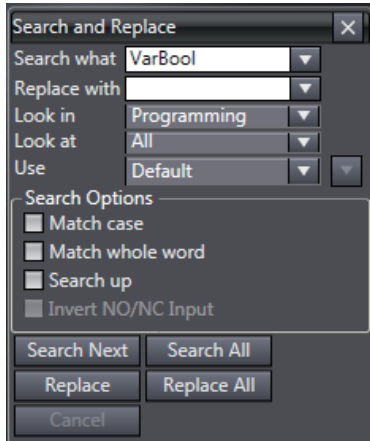 Search and Replace
Search what VarBool
Replace with
Look in Programming
Look at All
Use Default
Search Options
Match case
Match whole word
Search up
Invert NO/NC Input
Search Next Search All
Replace Replace All
Cancel